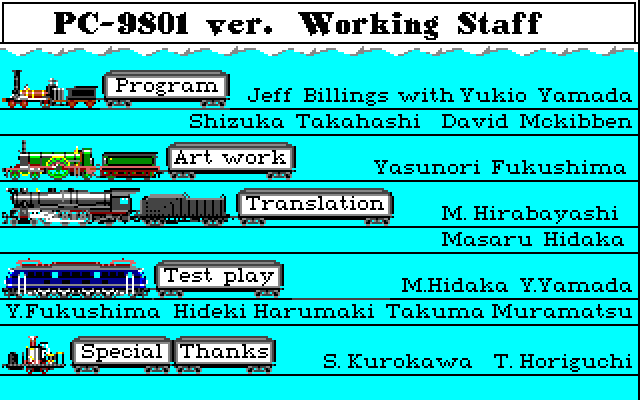 PC-9801 ver. Working Staff
Program
Jeff Billings with Yukio Yamada
Shizuka Takahashi David Mckibben
Art work
Yasunori Fukushima
Translation
M.Hirabayashi
Masaru Hidaka
Test play
M.Hidaka Y.Yamada
Y.Fukushima Hideki Harumaki Takuma Muramatsu
Special Thanks
S.Kurokawa T.Horiguchi